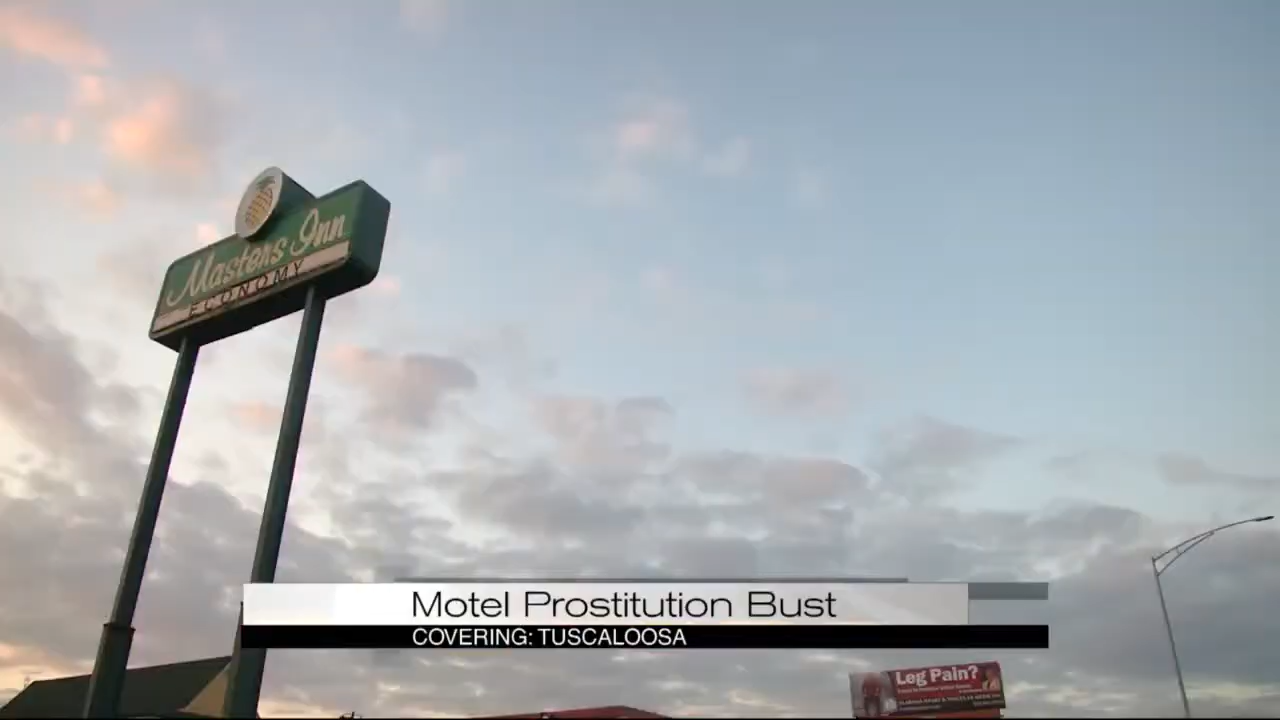 Masters Inn
ECONOMY
Motel Prostitution Bust
COVERING: TUSCALOOSA
Leg Pain?